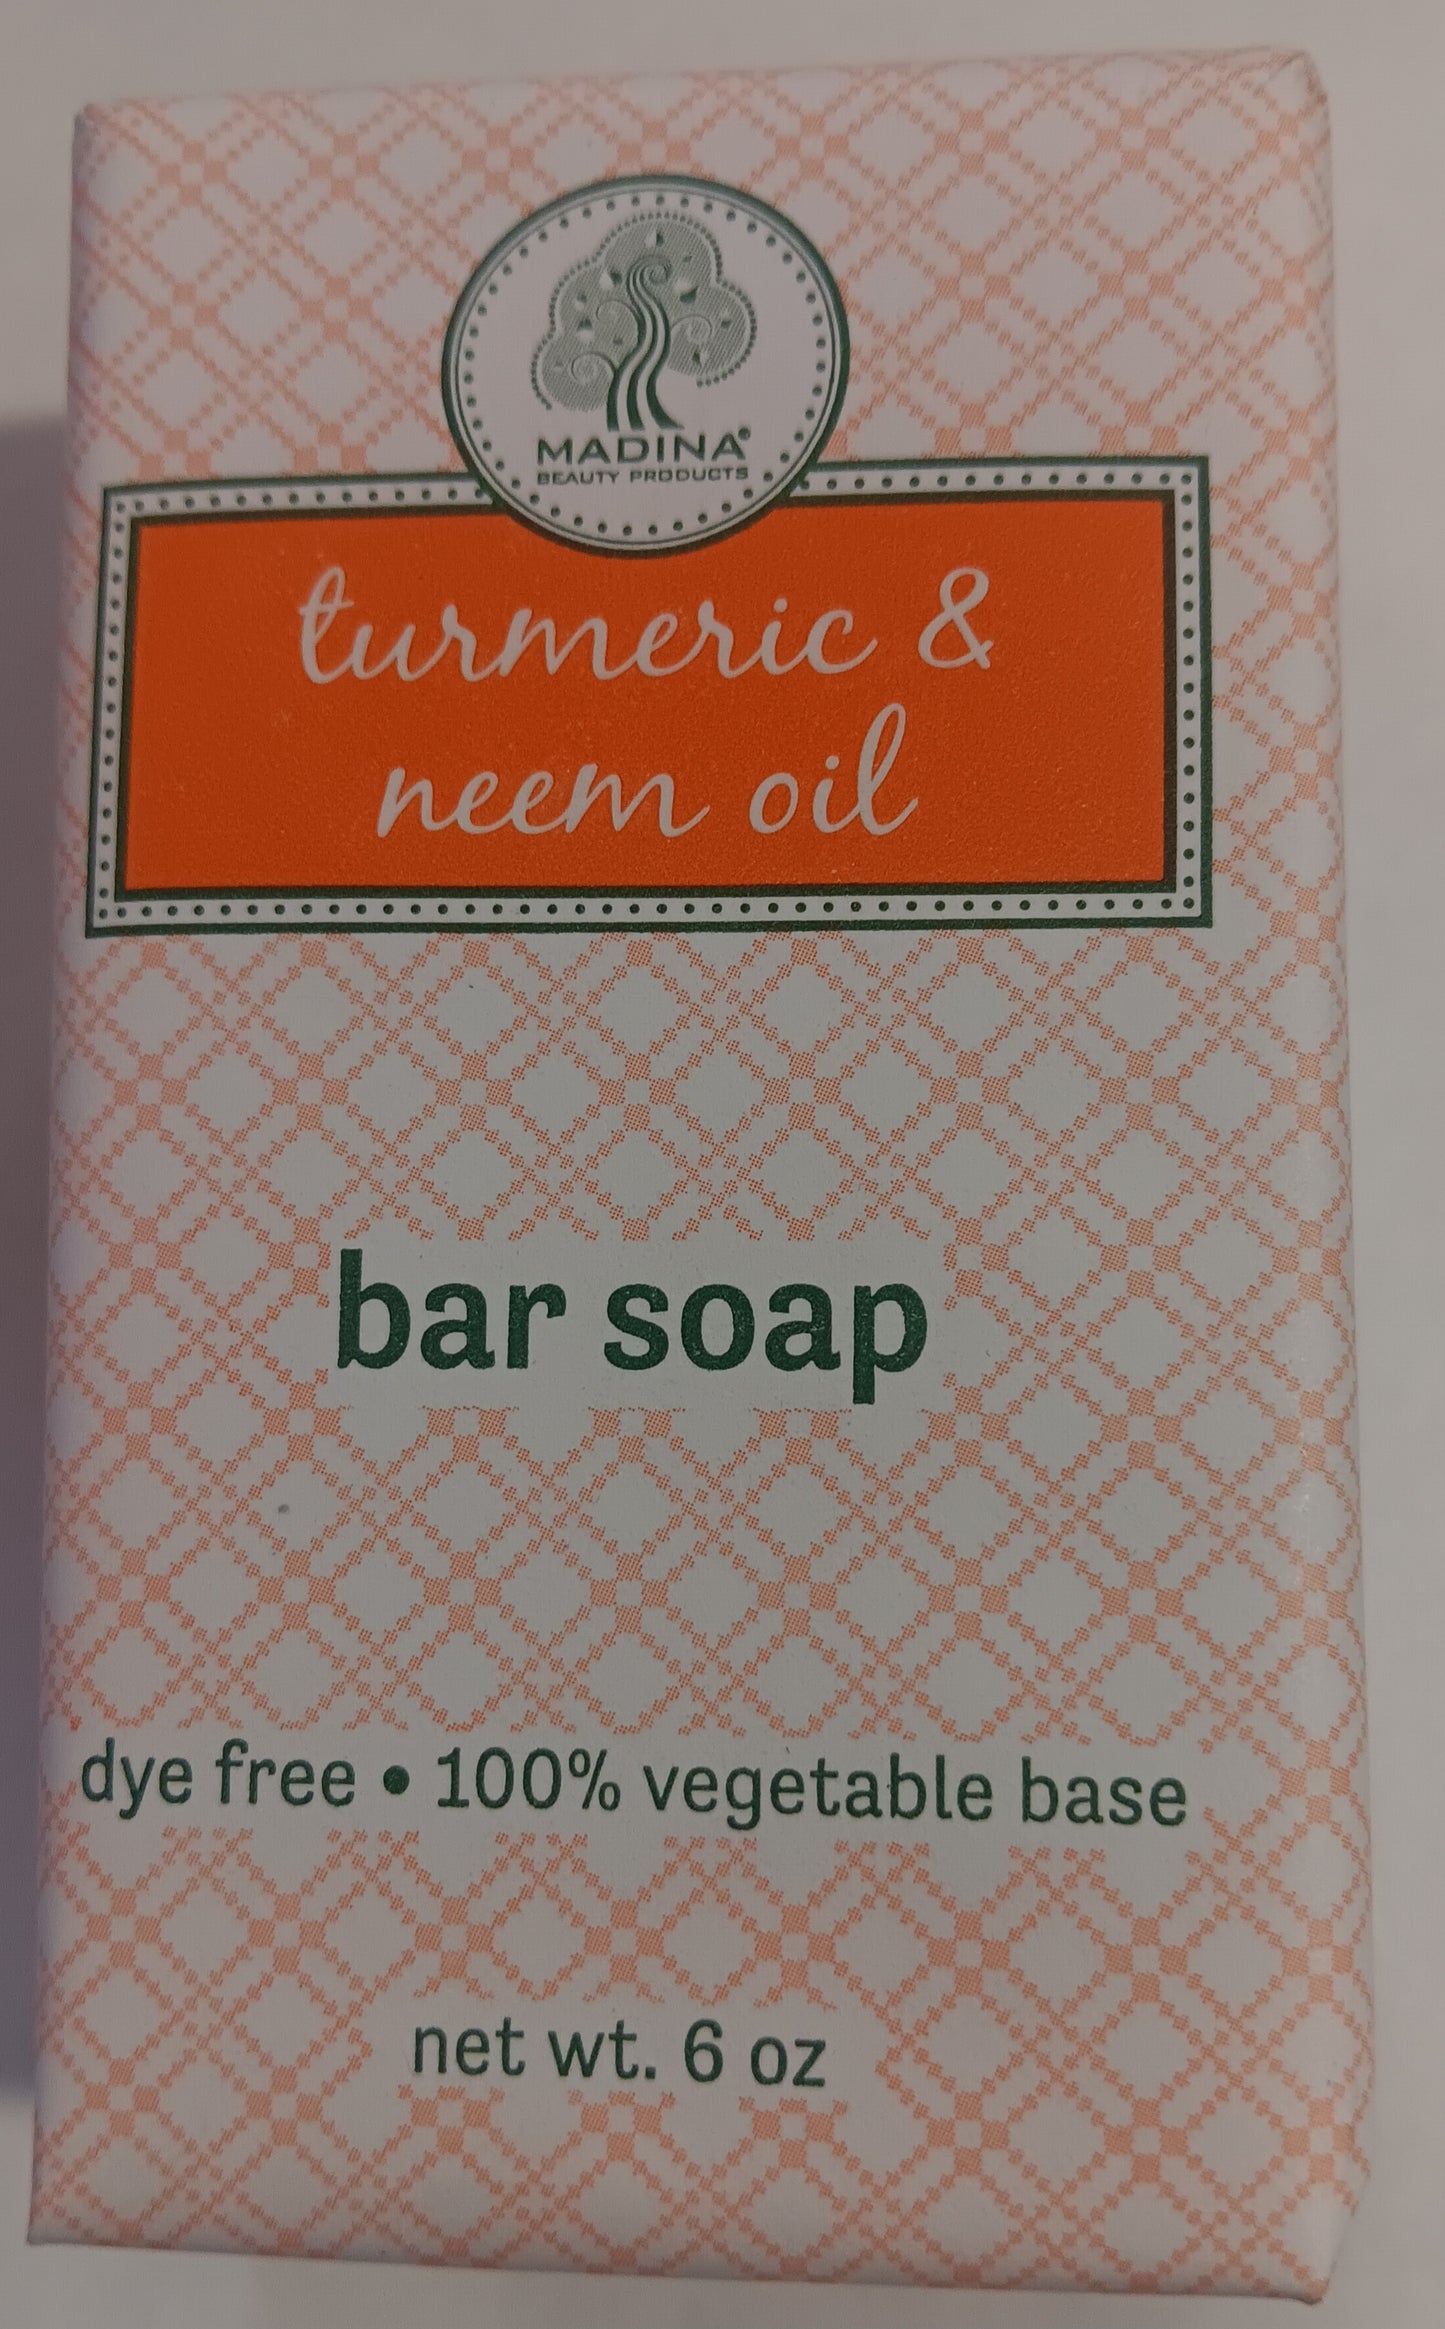 MADINA®
BEAUTY PRODUCTS
turmeric &
neem oil
bar soap
dye free • 100% vegetable base
net wt. 6 oz